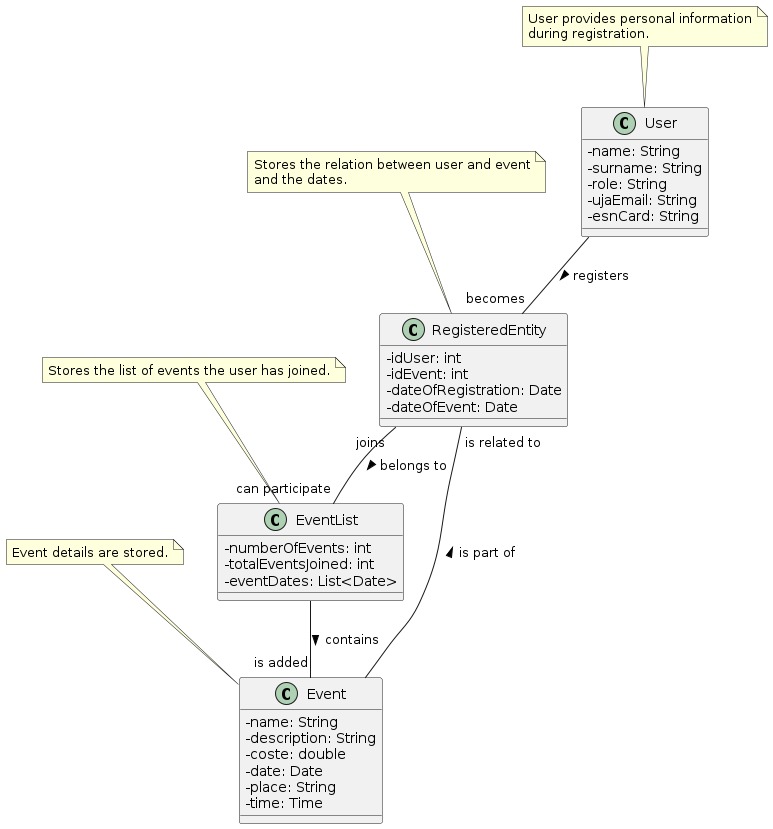 User provides personal information
during registration.
C User
-name: String
-surname: String
-role: String
-ujaEmail: String
-esnCard: String
Stores the relation between user and event
and the dates.
registers
becomes
C RegisteredEntity
-idUser: int
-idEvent: int
-dateOfRegistration: Date
-dateOfEvent: Date
Stores the list of events the user has joined.
joins
is related to
belongs to
can participate
C EventList
-numberOfEvents: int
-totalEventsJoined: int
-eventDates: List<Date>
Event details are stored.
is part of
contains
is added
C Event
-name: String
-description: String
-coste: double
-date: Date
-place: String
-time: Time